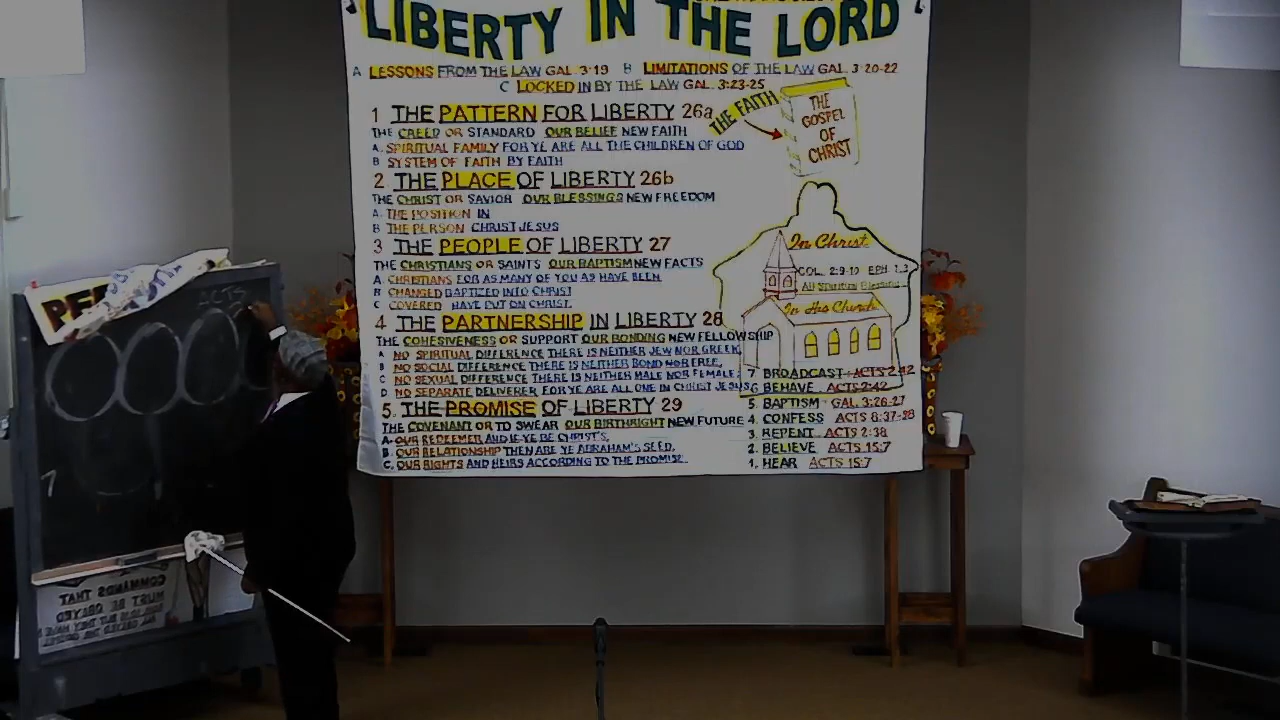 LIBERTY IN THE LORD
A LESSONS FROM THE LAW GAL. 3:19 B LIMITATIONS OF THE LAW GAL. 3:20-22
C LOCKED IN BY THE LAW GAL. 3:23-25
1 THE PATTERN FOR LIBERTY 26a
THE CREED OR STANDARD OUR BELIEF NEW FAITH
A. SPIRITUAL FAMILY FOR YE ARE ALL THE CHILDREN OF GOD
B SYSTEM OF FAITH BY FAITH
2 THE PLACE OF LIBERTY 26b
THE CHRIST OR SAVIOR OUR BLESSINGS NEW FREEDOM
A. THE POSITION IN
B THE PERSON CHRIST JESUS
3 THE PEOPLE OF LIBERTY 27
THE CHRISTIANS OR SAINTS OUR BAPTISM NEW FACTS
A. CHRISTIANS FOR AS MANY OF YOU AS HAVE BEEN
B CHANGED BAPTIZED INTO CHRIST
C COVERED HAVE PUT ON CHRIST.
4 THE PARTNERSHIP IN LIBERTY 28
THE COHESIVENESS OR SUPPORT OUR BONDING NEW FELLOWSHIP
A NO SPIRITUAL DIFFERENCE THERE IS NEITHER JEW NOR GREEK,
B NO SOCIAL DIFFERENCE THERE IS NEITHER BOND NOR FREE,
C NO SEXUAL DIFFERENCE THERE IS NEITHER MALE NOR FEMALE:
D. NO SEPARATE DELIVERER FOR YE ARE ALL ONE IN CHRIST JESUS
5. THE PROMISE OF LIBERTY 29
THE COVENANT OR TO SWEAR OUR BIRTHRIGHT NEW FUTURE
A. OUR REDEEMER AND IF YE BE CHRIST'S,
B. OUR RELATIONSHIP THEN ARE YE ABRAHAM'S SEED,
C. OUR RIGHTS AND HEIRS ACCORDING TO THE PROMISE
THE FAITH
THE
GOSPEL
OF
CHRIST
In Christ
COL. 2:9-10 EPH. 1:3
All Spiritual Blessings
In His Church
7 BROADCAST ACTS 2:42
6 BEHAVE ACTS 2:42
5. BAPTISM GAL. 3:26-27
4. CONFESS ACTS 8:37-38
3. REPENT ACTS 2:38
2. BELIEVE ACTS 15:7
1. HEAR ACTS 15:7
ACTS
COMMANDS THAT
MUST BE OBEYED